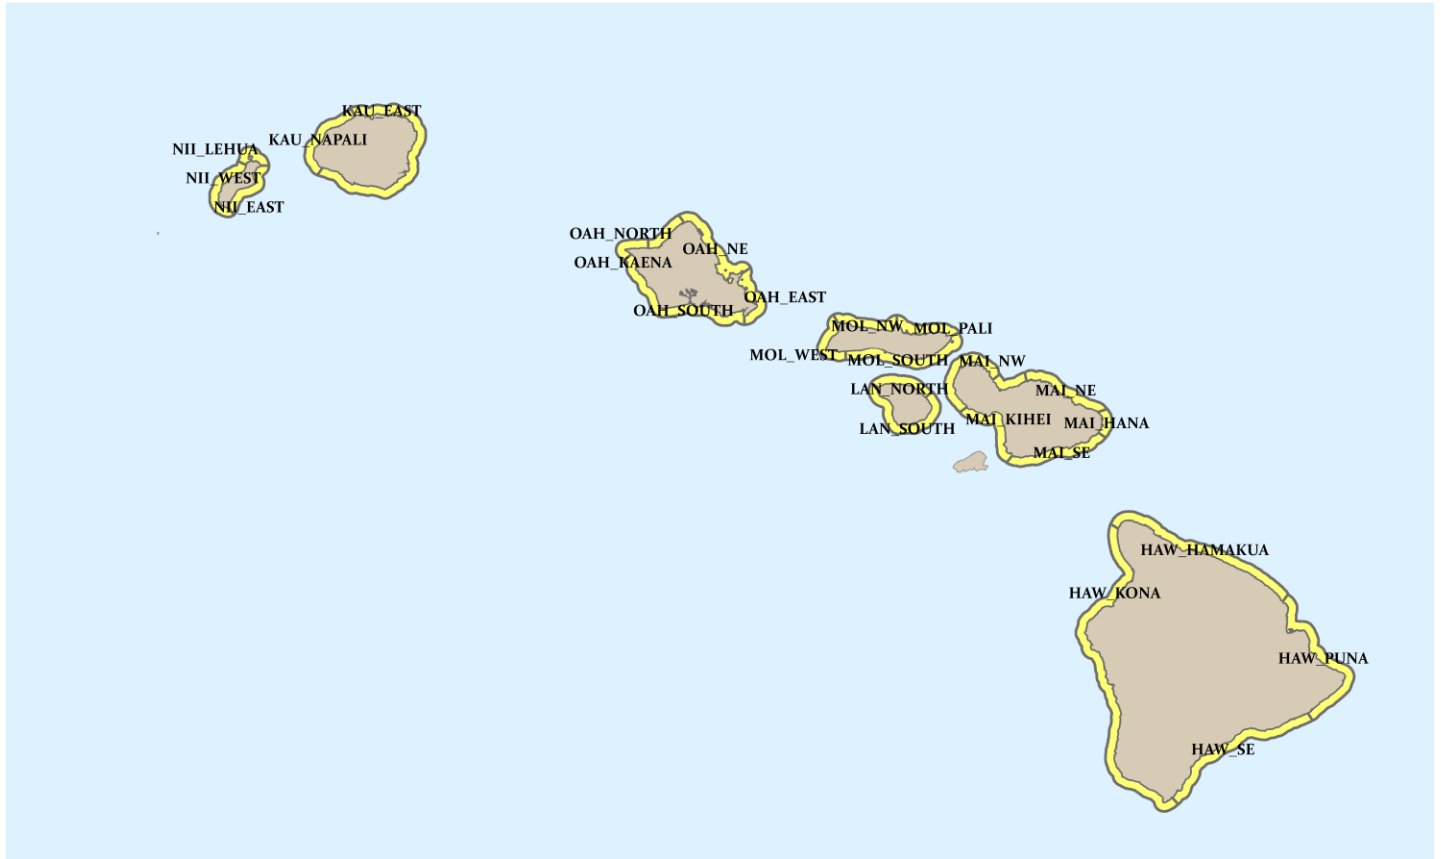 KAU_EAST
KAU_NAPALI
NII_LEHUA
NII_WEST
NII_EAST
OAH_NORTH
OAH_NE
OAH_KAENA
OAH_EAST
OAH_SOUTH
MOL_NW
MOL_PALI
MOL_WEST
MOL_SOUTH
MAI_NW
LAN_NORTH
MAI_NE
MAI_KIHEI
MAI_HANA
LAN_SOUTH
MAI_SE
HAW_HAMAKUA
HAW_KONA
HAW_PUNA
HAW_SE